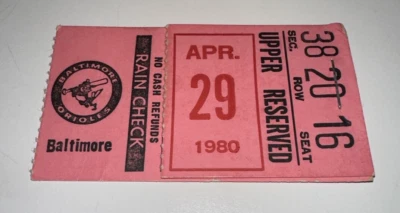 BALTIMORE
ORIOLES
Baltimore
RAIN CHECK
NO CASH REFUNDS
APR.
29
1980
UPPER RESERVED
SEC. ROW SEAT
38-20-16